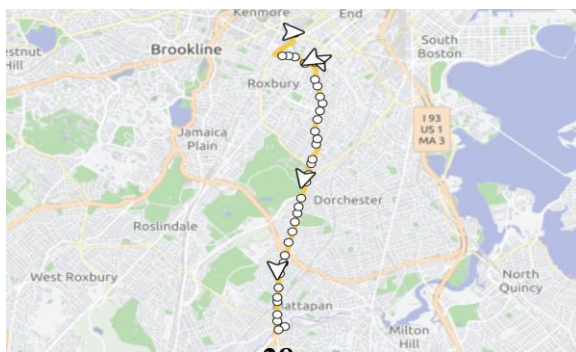 Kenmore
End
Brookline
South
Boston
estnut
Hill
Roxbury
I 93
US 1
MA 3
Jamaica
Plain
Dorchester
Roslindale
West Roxbury
North
Quincy
attapan
Milton
Hill